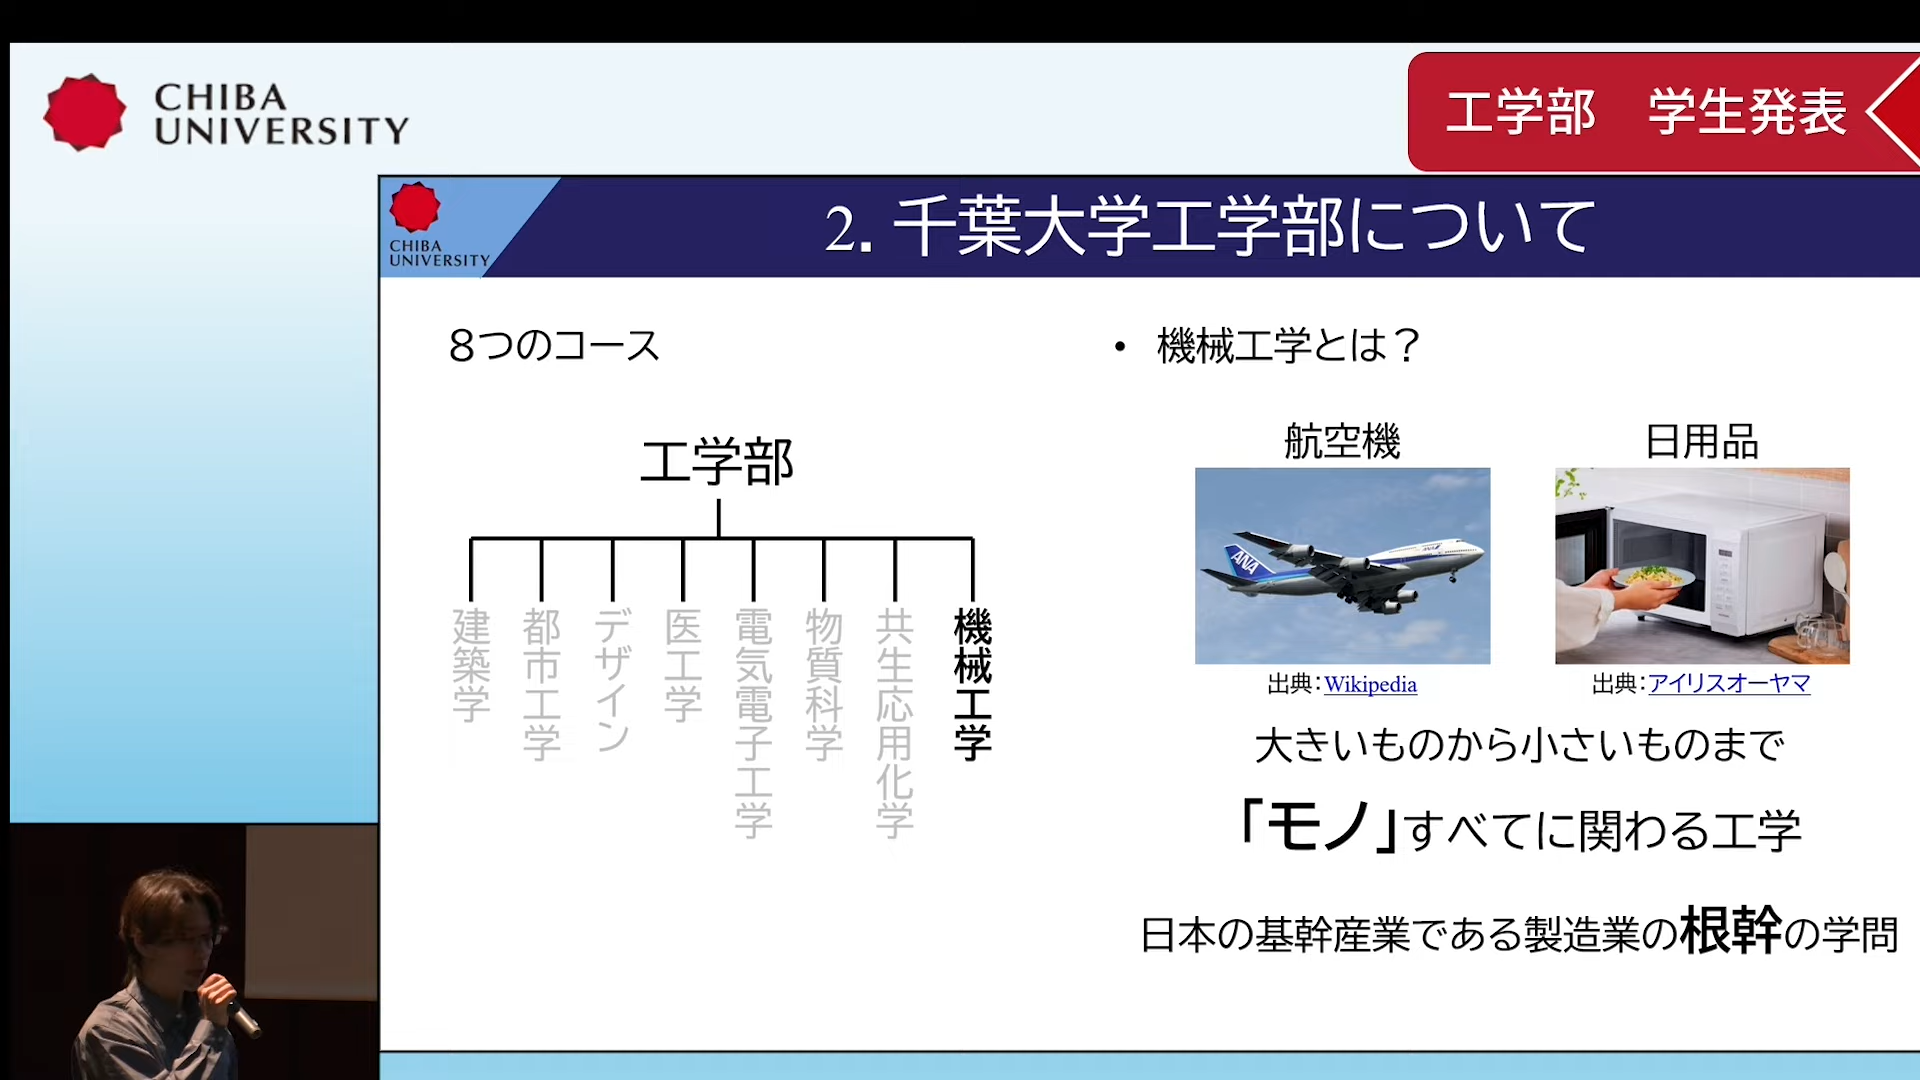 CHIBA
UNIVERSITY
工学部 学生発表
CHIBA
UNIVERSITY
2. 千葉大学工学部について
8つのコース
工学部
建築学
都市工学
デザイン
医工学
電気電子工学
物質科学
共生応用化学
機械工学
• 機械工学とは？
航空機
日用品
ANA
ANA
出典：Wikipedia
出典：アイリスオーヤマ
大きいものから小さいものまで
「モノ」すべてに関わる工学
日本の基幹産業である製造業の根幹の学問